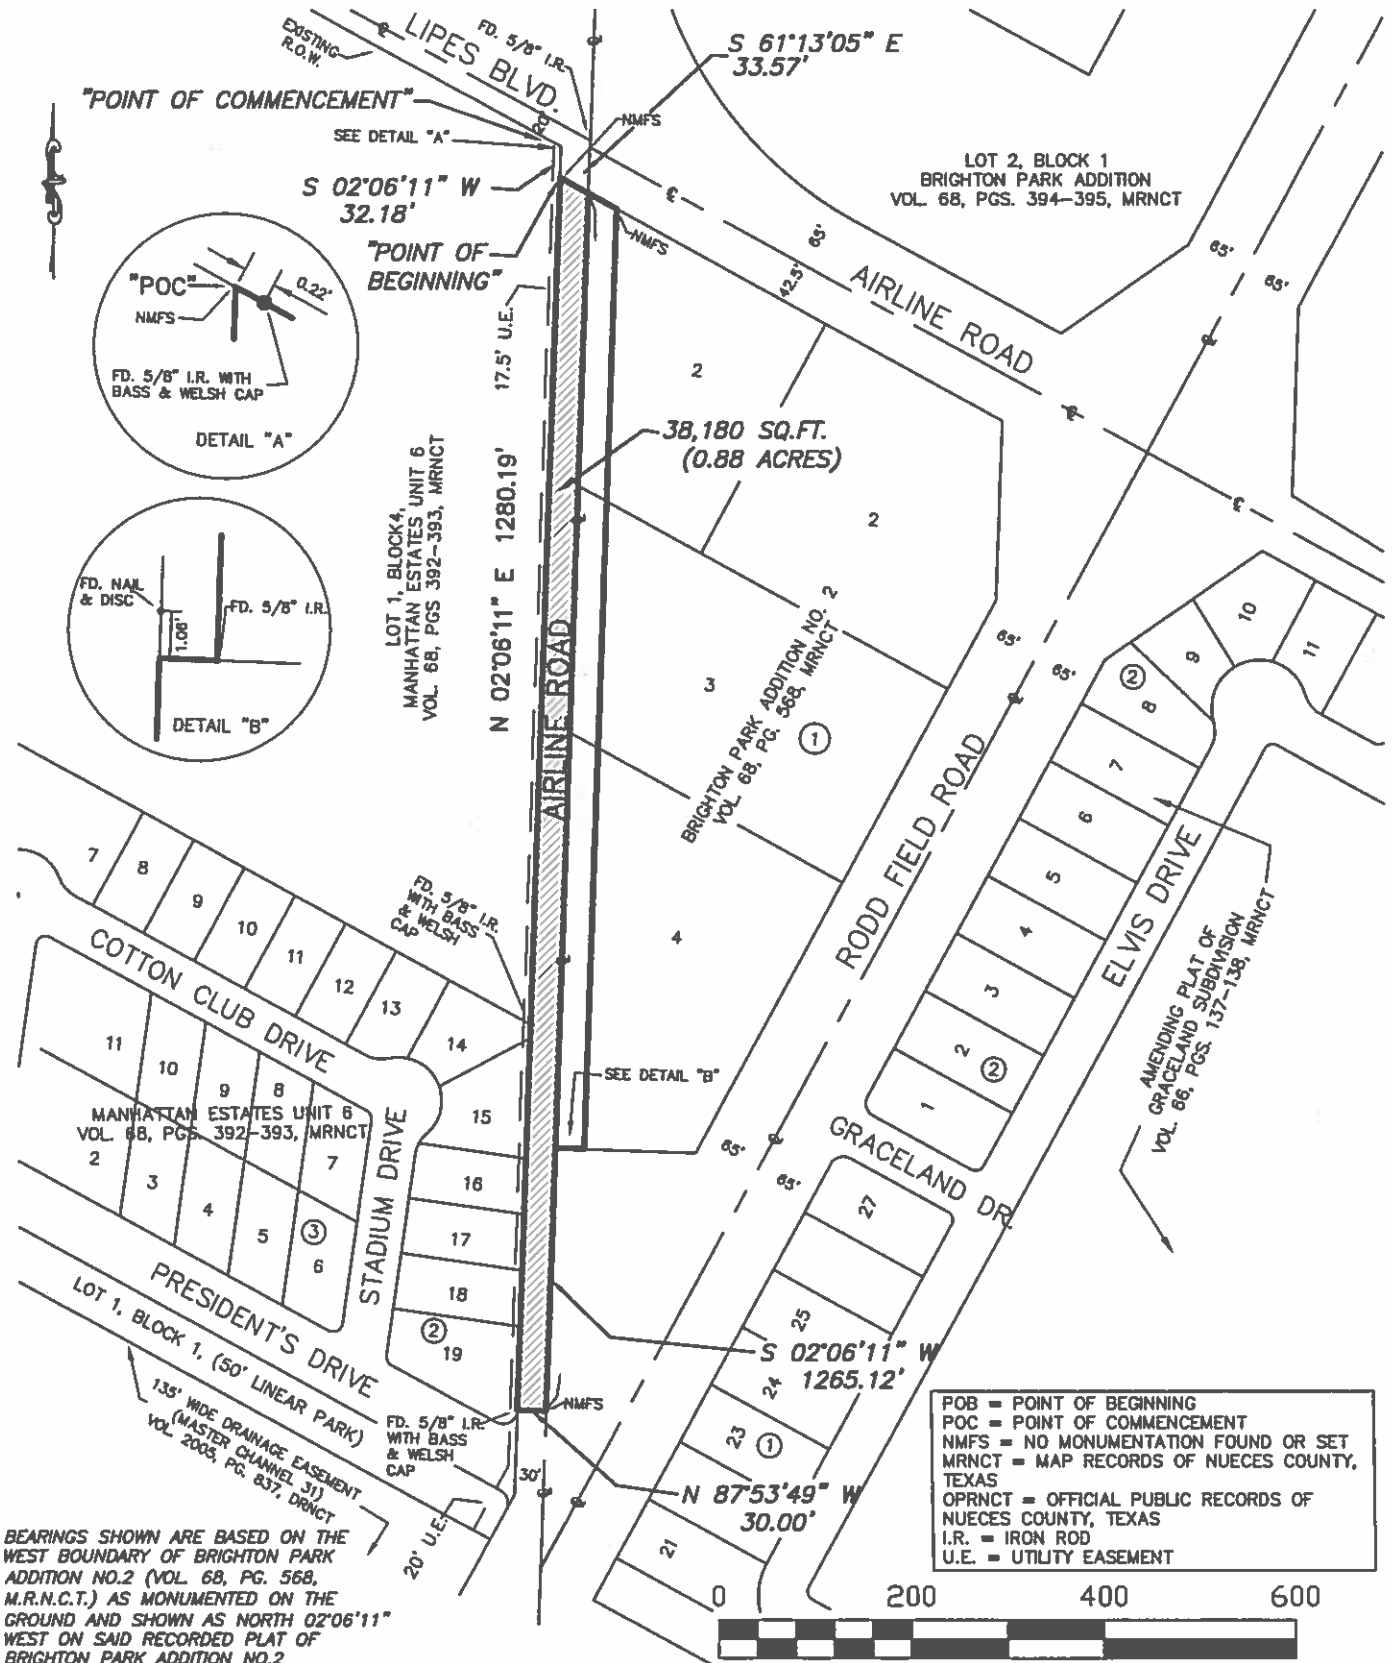 LIPES BLVD.
EXISTING
R.O.W.
FD. 5/8" I.R.
S 61°13'05" E
33.57'
"POINT OF COMMENCEMENT"
20'
NMFS
SEE DETAIL "A"
S 02°06'11" W
32.18'
"POINT OF
BEGINNING"
NMFS
LOT 2, BLOCK 1
BRIGHTON PARK ADDITION
VOL. 68, PGS. 394-395, MRNCT
65'
42.5'
AIRLINE ROAD
65'
65'
"POC"
0.22'
NMFS
FD. 5/8" I.R. WITH
BASS & WELSH CAP
DETAIL "A"
17.5' U.E.
2
38,180 SQ.FT.
(0.88 ACRES)
2
LOT 1, BLOCK4,
MANHATTAN ESTATES UNIT 6
VOL. 68, PGS 392-393, MRNCT
N 02°06'11" E 1280.19'
FD. NAIL
& DISC
FD. 5/8" I.R.
1.06'
DETAIL "B"
AIRLINE ROAD
3
BRIGHTON PARK ADDITION NO. 2
VOL. 68, PG. 568, MRNCT
1
4
65'
65'
RODD FIELD ROAD
10
11
9
2
8
7
6
5
4
3
2
2
1
ELVIS DRIVE
AMENDING PLAT OF
GRACELAND SUBDIVISION
VOL. 66, PGS. 137-138, MRNCT
7
8
9
10
11
12
13
14
FD. 5/8" I.R.
WITH BASS
& WELSH
CAP
COTTON CLUB DRIVE
11
10
9
8
7
MANHATTAN ESTATES UNIT 6
VOL. 68, PGS. 392-393, MRNCT
2
3
4
5
3
6
STADIUM DRIVE
15
16
17
18
2
19
SEE DETAIL "B"
65'
65'
GRACELAND DR.
27
25
24
23
1
21
PRESIDENT'S DRIVE
LOT 1, BLOCK 1, (50' LINEAR PARK)
135' WIDE DRAINAGE EASEMENT
(MASTER CHANNEL 31)
VOL. 2005, PG. 837, DRNCT
FD. 5/8" I.R.
WITH BASS
& WELSH
CAP
NMFS
30'
20' U.E.
S 02°06'11" W
1265.12'
N 87°53'49" W
30.00'
POB = POINT OF BEGINNING
POC = POINT OF COMMENCEMENT
NMFS = NO MONUMENTATION FOUND OR SET
MRNCT = MAP RECORDS OF NUECES COUNTY,
TEXAS
OPRNCT = OFFICIAL PUBLIC RECORDS OF
NUECES COUNTY, TEXAS
I.R. = IRON ROD
U.E. = UTILITY EASEMENT
BEARINGS SHOWN ARE BASED ON THE
WEST BOUNDARY OF BRIGHTON PARK
ADDITION NO.2 (VOL. 68, PG. 568,
M.R.N.C.T.) AS MONUMENTED ON THE
GROUND AND SHOWN AS NORTH 02°06'11"
WEST ON SAID RECORDED PLAT OF
BRIGHTON PARK ADDITION NO.2
0 200 400 600